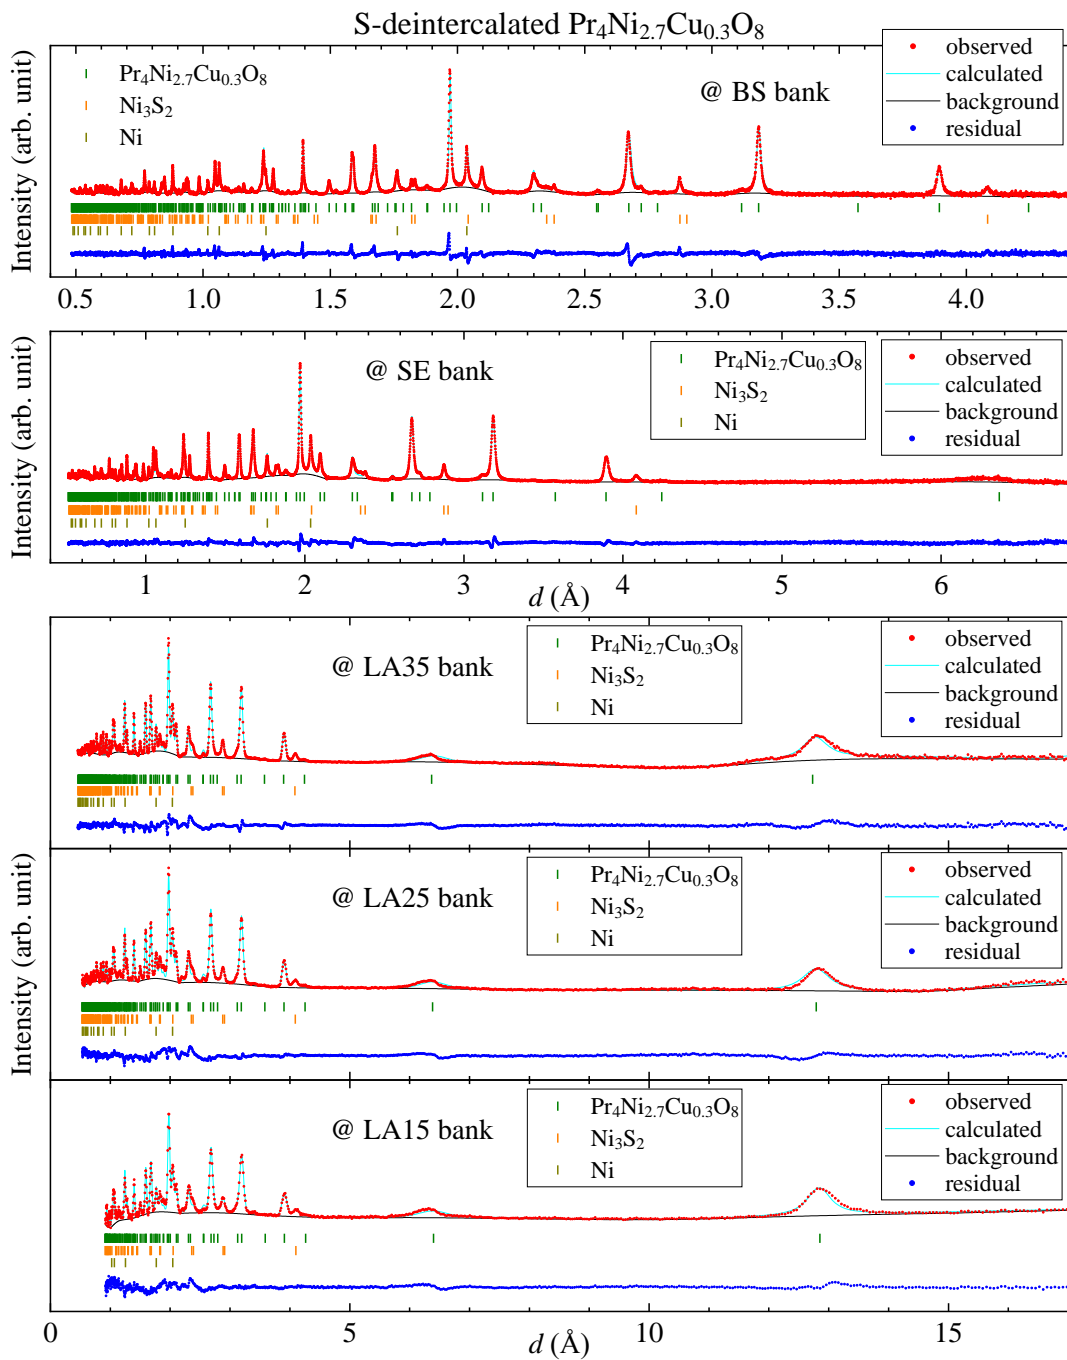 S-deintercalated Pr₄Ni₂.₇Cu₀.₃O₈
Intensity (arb. unit)
Pr₄Ni₂.₇Cu₀.₃O₈
Ni₃S₂
Ni
@ BS bank
observed
calculated
background
residual
0.5 1.0 1.5 2.0 2.5 3.0 3.5 4.0
Intensity (arb. unit)
@ SE bank
Pr₄Ni₂.₇Cu₀.₃O₈
Ni₃S₂
Ni
observed
calculated
background
residual
1 2 3 4 5 6
d (Å)
@ LA35 bank
Pr₄Ni₂.₇Cu₀.₃O₈
Ni₃S₂
Ni
observed
calculated
background
residual
Intensity (arb. unit)
@ LA25 bank
Pr₄Ni₂.₇Cu₀.₃O₈
Ni₃S₂
Ni
observed
calculated
background
residual
@ LA15 bank
Pr₄Ni₂.₇Cu₀.₃O₈
Ni₃S₂
Ni
observed
calculated
background
residual
0 5 10 15
d (Å)